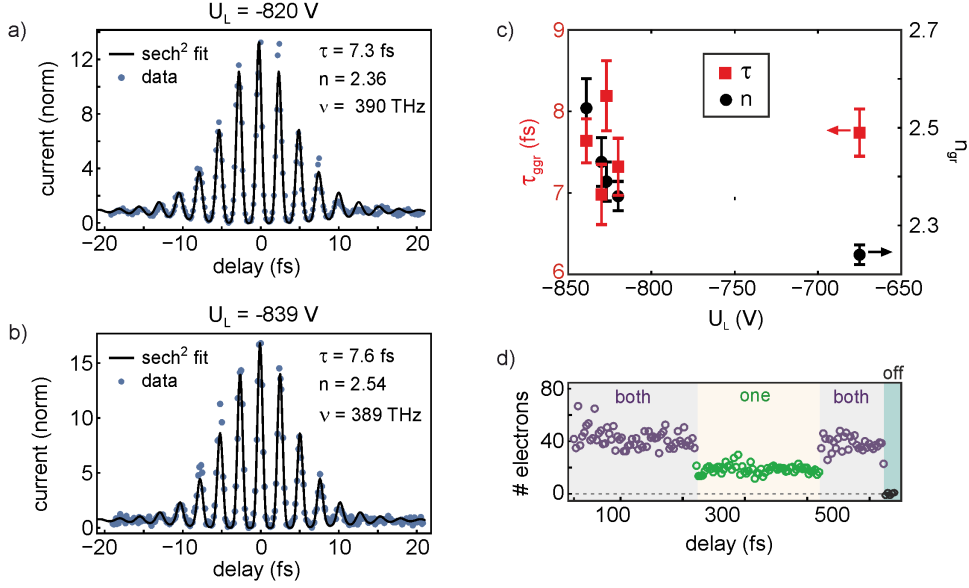 a)
U_L = -820 V
sech² fit
data
τ = 7.3 fs
n = 2.36
ν = 390 THz
current (norm)
12
8
4
0
−20
−10
0
10
20
delay (fs)
b)
U_L = -839 V
sech² fit
data
τ = 7.6 fs
n = 2.54
ν = 389 THz
current (norm)
15
10
5
0
−20
−10
0
10
20
delay (fs)
c)
τ
n
τ_ggr (fs)
9
8
7
6
n_gr
2.7
2.5
2.3
−850
−800
−750
−700
−650
U_L (V)
d)
off
both
one
both
# electrons
80
40
0
100
300
500
delay (fs)